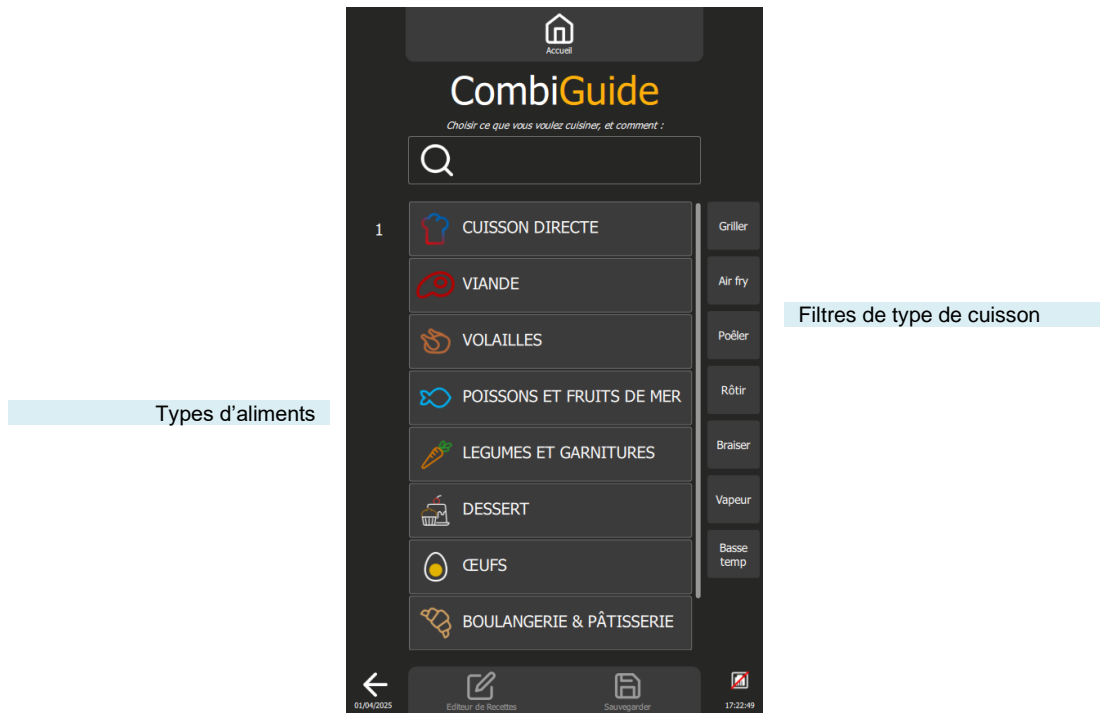 Accueil
CombiGuide
Choisir ce que vous voulez cuisiner, et comment :
1
CUISSON DIRECTE
Griller
VIANDE
Air fry
Filtres de type de cuisson
VOLAILLES
Poêler
Types d’aliments
POISSONS ET FRUITS DE MER
Rôtir
LEGUMES ET GARNITURES
Braiser
DESSERT
Vapeur
ŒUFS
Basse
temp
BOULANGERIE & PÂTISSERIE
01/04/2025
Editeur de Recettes
Sauvegarder
17:22:49